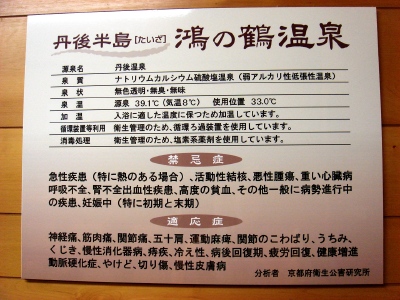 丹後半島[たいざ] 鴻の鶴温泉
源泉名 丹後温泉
泉質 ナトリウムカルシウム硫酸塩温泉(弱アルカリ性低張性温泉)
泉状 無色透明・無臭・無味
泉温 源泉 39.1℃(気温8℃) 使用位置 33.0℃
加温 入浴に適した温度に保つため加温しています。
循環装置等利用 衛生管理のため、循環ろ過装置を使用しています。
消毒処理 衛生管理のため、塩素系薬剤を使用しています。
禁忌症
急性疾患(特に熱のある場合)、活動性結核、悪性腫瘍、重い心臓病
呼吸不全、腎不全出血性疾患、高度の貧血、その他一般に病勢進行中
の疾患、妊娠中(特に初期と末期)
適応症
神経痛、筋肉痛、関節痛、五十肩、運動麻痺、関節のこわばり、うちみ、
くじき、慢性消化器病、痔疾、冷え性、病後回復期、疲労回復、健康増進
動脈硬化症、やけど、切り傷、慢性皮膚病
分析者 京都府衛生公害研究所